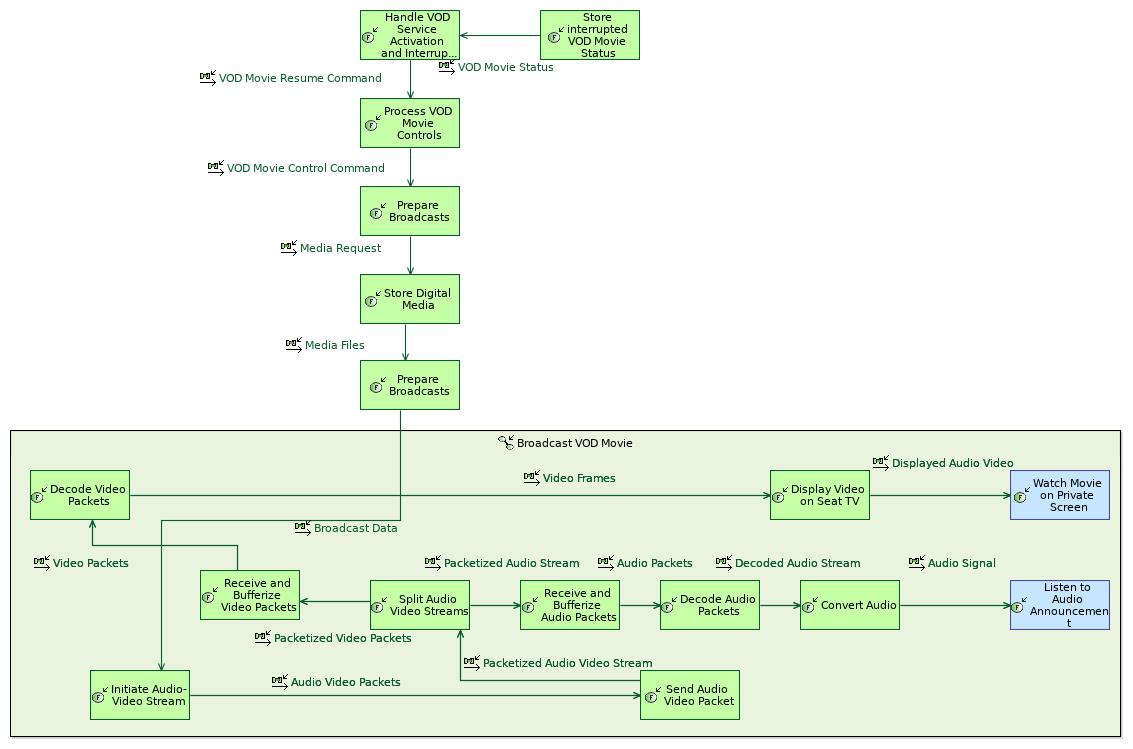 Handle VOD
Service
Activation
and Interrup...
Store
interrupted
VOD Movie
Status
VOD Movie Status
VOD Movie Resume Command
Process VOD
Movie
Controls
VOD Movie Control Command
Prepare
Broadcasts
Media Request
Store Digital
Media
Media Files
Prepare
Broadcasts
Broadcast VOD Movie
Decode Video
Packets
Video Frames
Display Video
on Seat TV
Displayed Audio Video
Watch Movie
on Private
Screen
Broadcast Data
Video Packets
Receive and
Bufferize
Video Packets
Split Audio
Video Streams
Packetized Audio Stream
Receive and
Bufferize
Audio Packets
Audio Packets
Decode Audio
Packets
Decoded Audio Stream
Convert Audio
Audio Signal
Listen to
Audio
Announcemen
t
Packetized Video Packets
Packetized Audio Video Stream
Initiate Audio-
Video Stream
Audio Video Packets
Send Audio
Video Packet